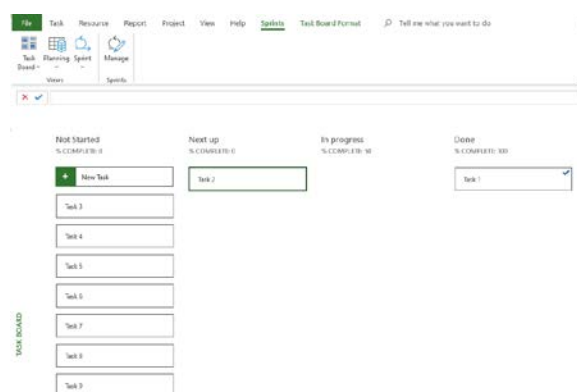 File Task Resource Report Project View Help Sprints Task Board Format Tell me what you want to do
Task Board Planning Sprint Manage
Views Sprints
Not Started Next up In progress Done
% COMPLETE: 0 % COMPLETE: 0 % COMPLETE: 50 % COMPLETE: 100
+ New Task Task 2 Task 1
Task 3
Task 4
Task 5
Task 6
Task 7
Task 8
Task 9
TASK BOARD